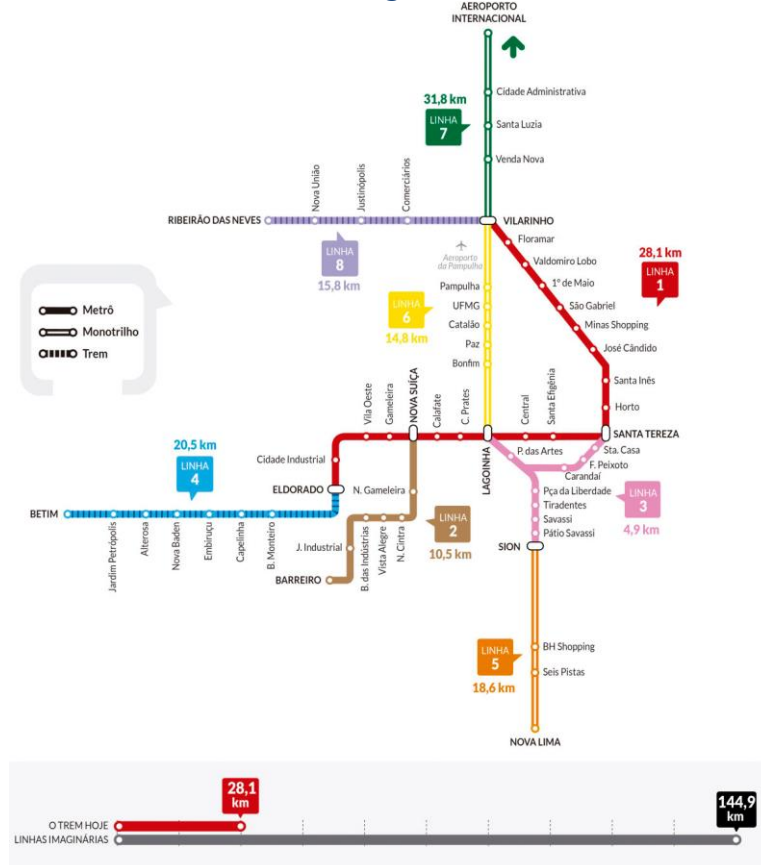 AEROPORTO
INTERNACIONAL
Cidade Administrativa
31,8 km
LINHA
7
Santa Luzia
Venda Nova
Nova União
Justinópolis
Comerciários
RIBEIRÃO DAS NEVES
VILARINHO
LINHA
8
15,8 km
Floramar
Valdomiro Lobo
1º de Maio
São Gabriel
Minas Shopping
José Cândido
Santa Inês
Horto
28,1 km
LINHA
1
Aeroporto
da Pampulha
Pampulha
UFMG
Catalão
Paz
Bonfim
LINHA
6
14,8 km
Metrô
Monotrilho
Trem
Vila Oeste
Gameleira
NOVA SUÍÇA
Calafate
C. Prates
Central
Santa Efigênia
SANTA TEREZA
LAGOINHA
Cidade Industrial
20,5 km
LINHA
4
ELDORADO
BETIM
Jardim Petrópolis
Alterosa
Nova Baden
Embiruçu
Capelinha
B. Monteiro
N. Gameleira
J. Industrial
BARREIRO
B. das Indústrias
Vista Alegre
N. Cintra
LINHA
2
10,5 km
P. das Artes
Sta. Casa
F. Peixoto
Carandaí
Pça da Liberdade
Tiradentes
Savassi
Pátio Savassi
LINHA
3
4,9 km
SION
BH Shopping
Seis Pistas
LINHA
5
18,6 km
NOVA LIMA
28,1
km
144,9
km
O TREM HOJE
LINHAS IMAGINÁRIAS